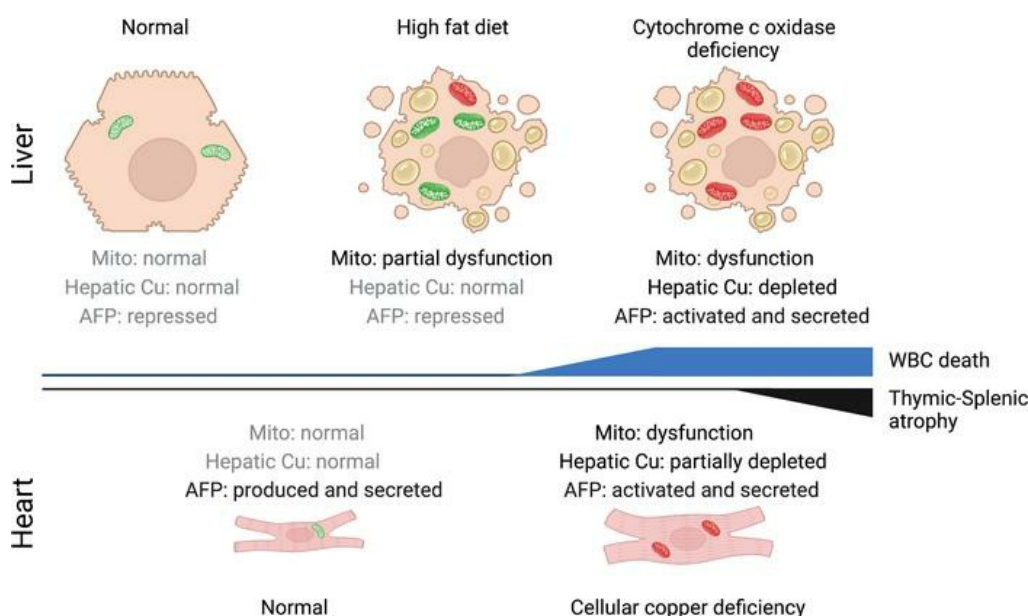 Normal
High fat diet
Cytochrome c oxidase
deficiency
Liver
Mito: normal
Hepatic Cu: normal
AFP: repressed
Mito: partial dysfunction
Hepatic Cu: normal
AFP: repressed
Mito: dysfunction
Hepatic Cu: depleted
AFP: activated and secreted
WBC death
Thymic-Splenic
atrophy
Heart
Mito: normal
Hepatic Cu: normal
AFP: produced and secreted
Mito: dysfunction
Hepatic Cu: partially depleted
AFP: activated and secreted
Normal
Cellular copper deficiency